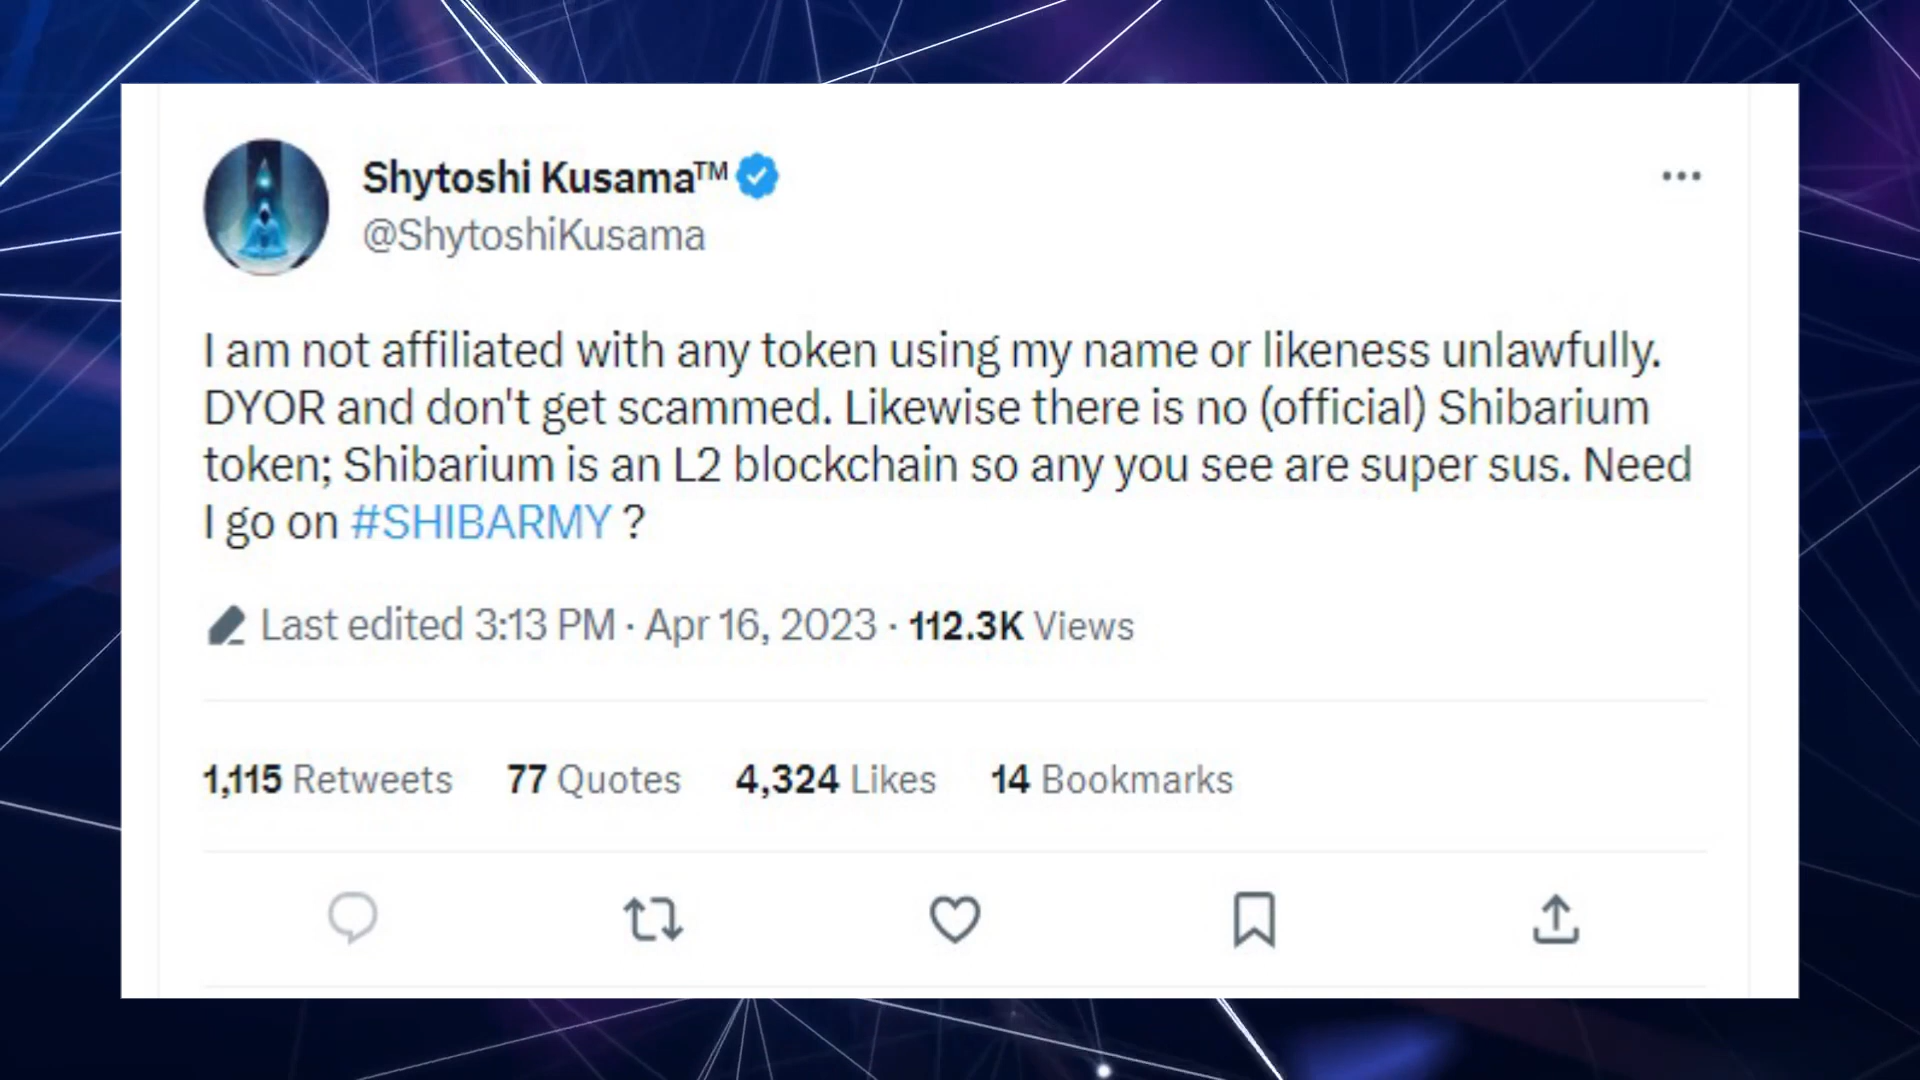 Shytoshi Kusama™
@ShytoshiKusama
I am not affiliated with any token using my name or likeness unlawfully.
DYOR and don't get scammed. Likewise there is no (official) Shibarium
token; Shibarium is an L2 blockchain so any you see are super sus. Need
I go on #SHIBARMY ?
Last edited 3:13 PM · Apr 16, 2023 · 112.3K Views
1,115 Retweets 77 Quotes 4,324 Likes 14 Bookmarks